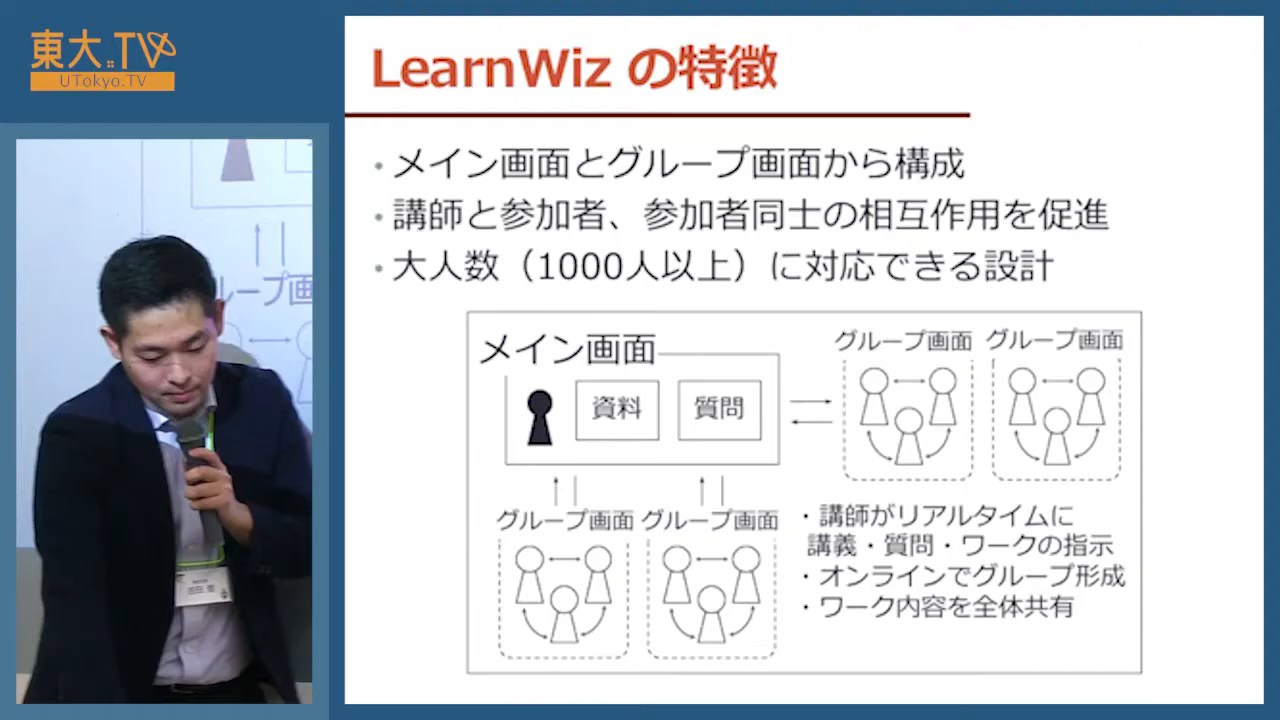 東大.TV
UTokyo.TV
ループ画
LearnWiz の特徴
• メイン画面とグループ画面から構成
• 講師と参加者、参加者同士の相互作用を促進
• 大人数（1000人以上）に対応できる設計
メイン画面
資料
質問
グループ画面
グループ画面
グループ画面
グループ画面
・講師がリアルタイムに
講義・質問・ワークの指示
・オンラインでグループ形成
・ワーク内容を全体共有